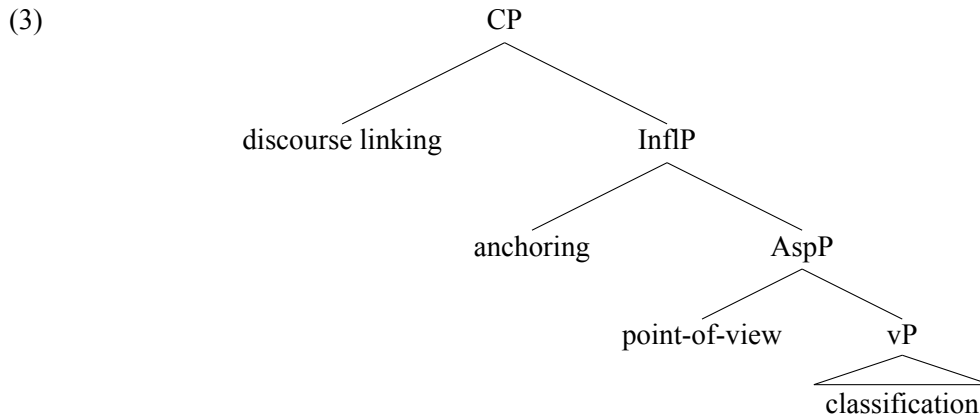 (3) CP
discourse linking InflP
anchoring AspP
point-of-view vP
classification